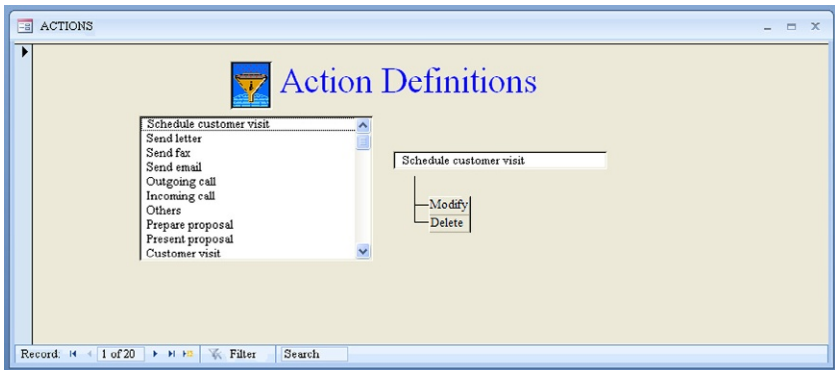 ACTIONS
Action Definitions
Schedule customer visit
Send letter
Send fax
Send email
Outgoing call
Incoming call
Others
Prepare proposal
Present proposal
Customer visit
Schedule customer visit
Modify
Delete
Record: 1 of 20 Filter Search